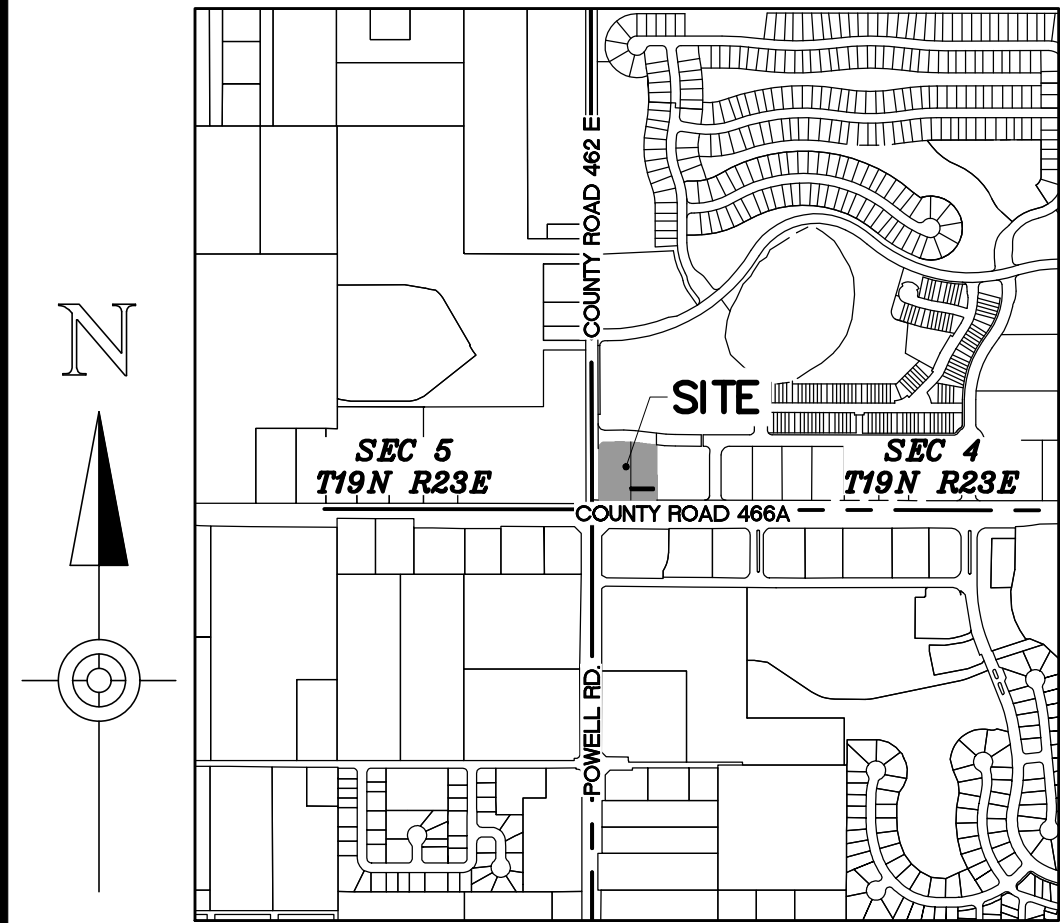 COUNTY ROAD 462 E
N
SITE
SEC 5
T19N R23E
SEC 4
T19N R23E
COUNTY ROAD 466A
POWELL RD.